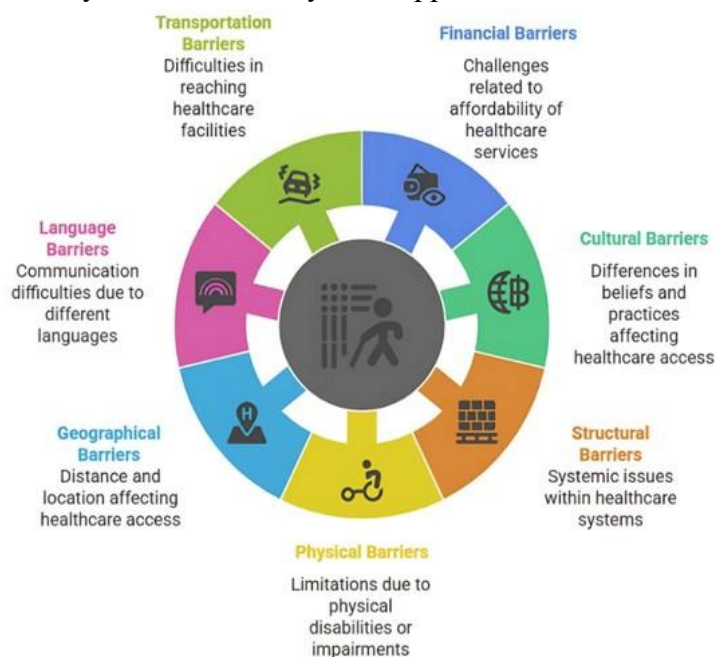 Transportation
Barriers
Difficulties in
reaching
healthcare
facilities
Financial Barriers
Challenges
related to
affordability of
healthcare
services
Language
Barriers
Communication
difficulties due to
different
languages
Cultural Barriers
Differences in
beliefs and
practices
affecting
healthcare access
Geographical
Barriers
Distance and
location affecting
healthcare access
Structural
Barriers
Systemic issues
within healthcare
systems
Physical Barriers
Limitations due to
physical
disabilities or
impairments
H